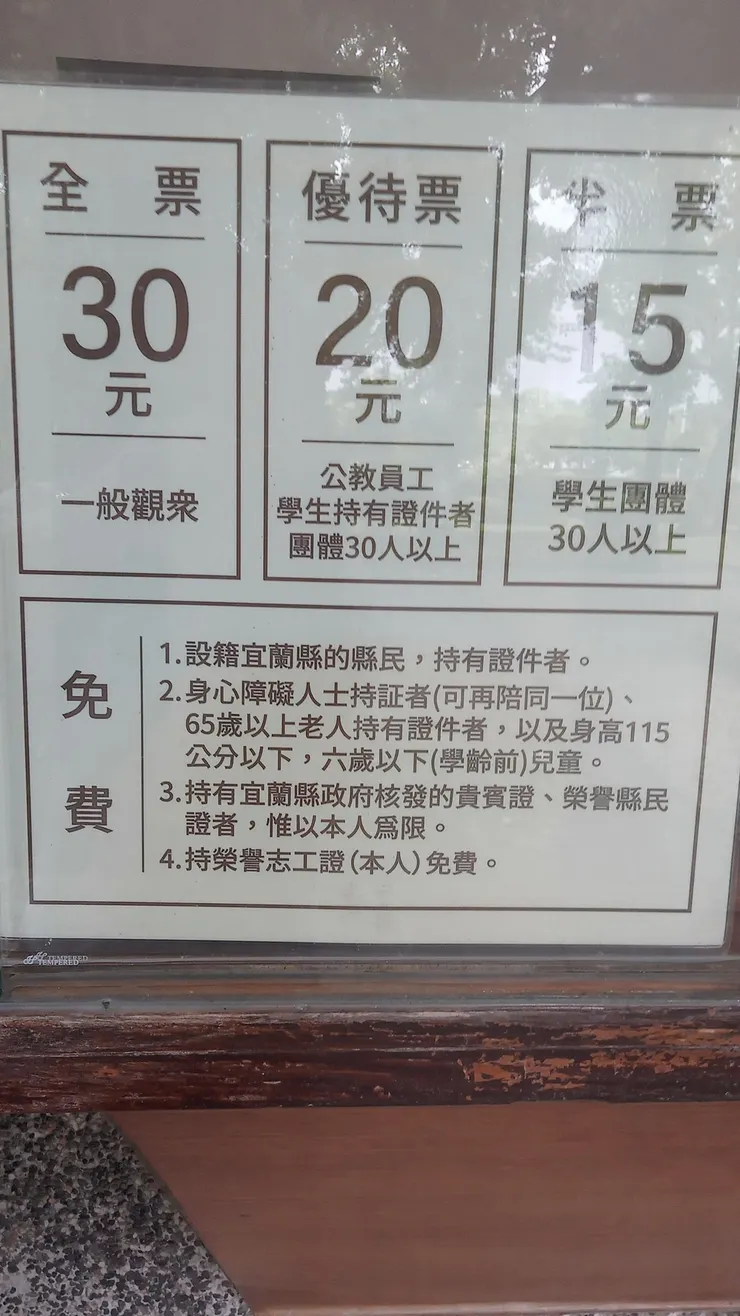 全票
30
元
一般觀眾
優待票
20
元
公教員工
學生持有證件者
團體30人以上
半票
15
元
學生團體
30人以上
免費
1.設籍宜蘭縣的縣民，持有證件者。
2.身心障礙人士持証者(可再陪同一位)、
65歲以上老人持有證件者，以及身高115
公分以下，六歲以下(學齡前)兒童。
3.持有宜蘭縣政府核發的貴賓證、榮譽縣民
證者，惟以本人爲限。
4.持榮譽志工證(本人)免費。
TEMPERED
TEMPERED